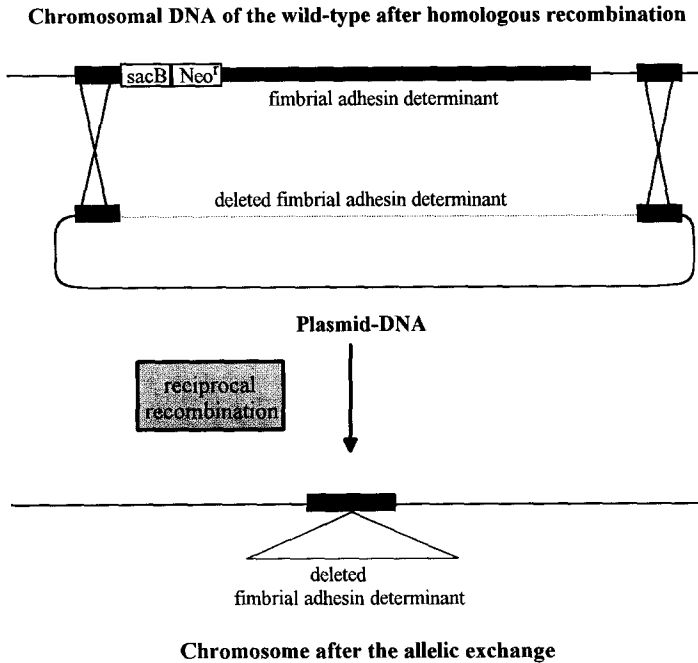 Chromosomal DNA of the wild-type after homologous recombination
sacB Neoʳ
fimbrial adhesin determinant
deleted fimbrial adhesin determinant
Plasmid-DNA
reciprocal
recombination
deleted
fimbrial adhesin determinant
Chromosome after the allelic exchange